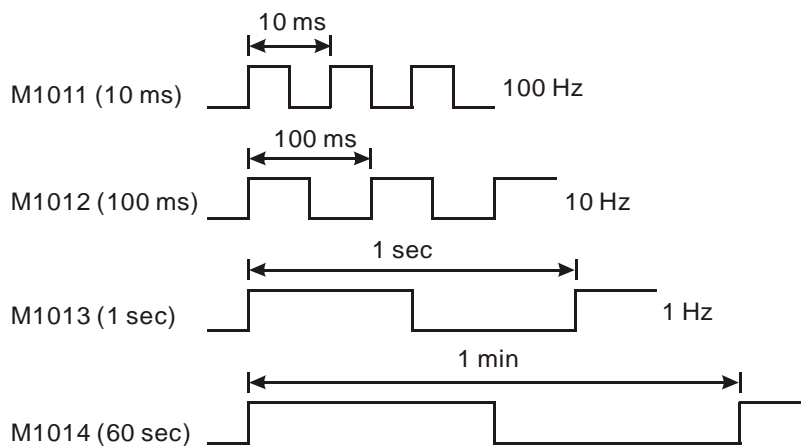 10 ms
M1011 (10 ms)
100 Hz
100 ms
M1012 (100 ms)
10 Hz
1 sec
M1013 (1 sec)
1 Hz
1 min
M1014 (60 sec)